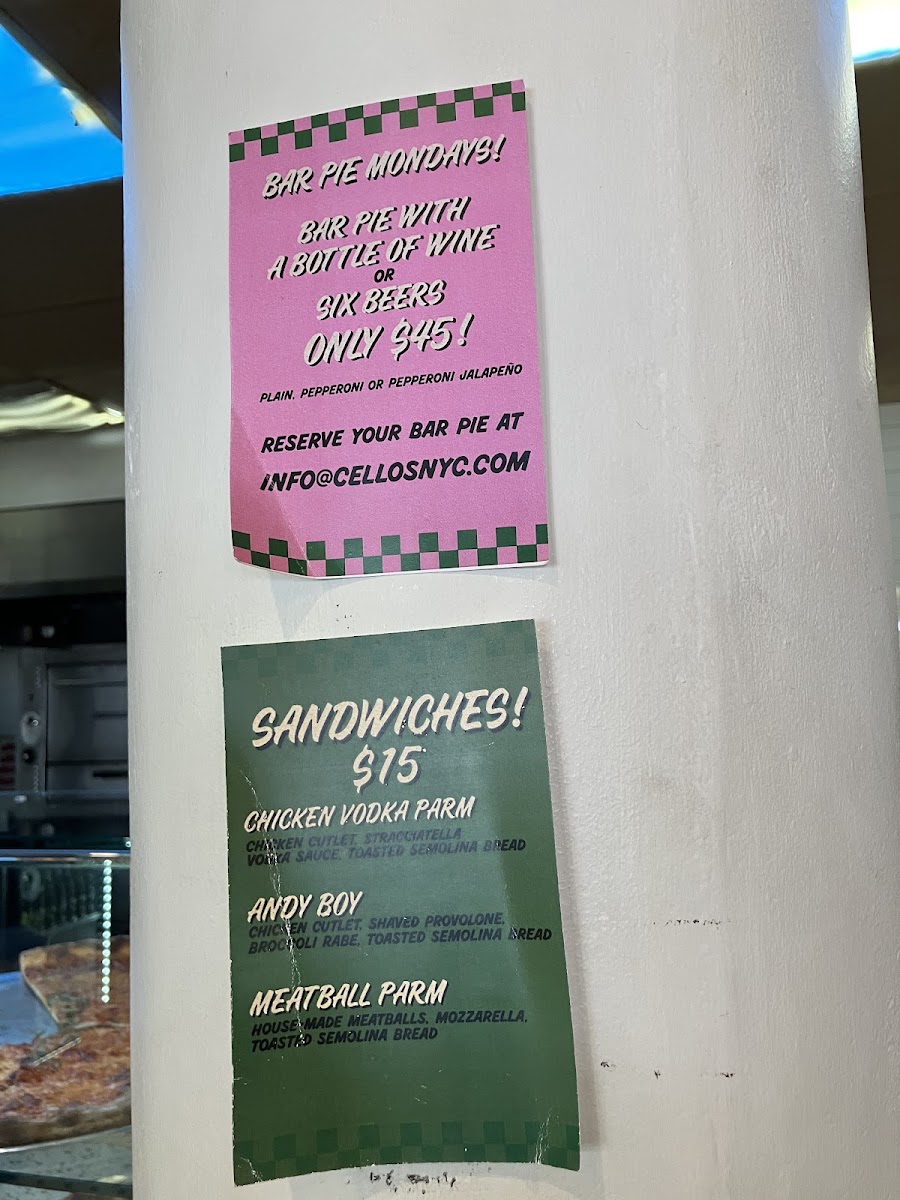 BAR PIE MONDAYS!
BAR PIE WITH
A BOTTLE OF WINE
OR
SIX BEERS
ONLY $45!
PLAIN, PEPPERONI OR PEPPERONI JALAPEÑO
RESERVE YOUR BAR PIE AT
INFO@CELLOSNYC.COM
SANDWICHES!
$15
CHICKEN VODKA PARM
CHICKEN CUTLET, STRACCIATELLA
VODKA SAUCE, TOASTED SEMOLINA BREAD
ANDY BOY
CHICKEN CUTLET, SHAVED PROVOLONE,
BROCCOLI RABE, TOASTED SEMOLINA BREAD
MEATBALL PARM
HOUSE-MADE MEATBALLS, MOZZARELLA,
TOASTED SEMOLINA BREAD